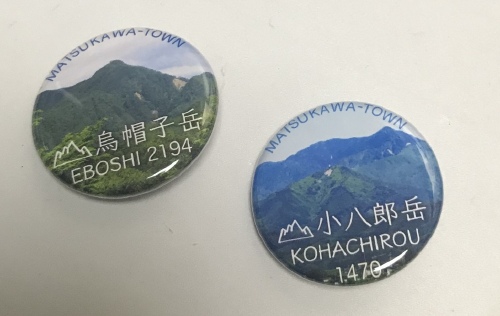 MATSUKAWA-TOWN
烏帽子岳
EBOSHI 2194
MATSUKAWA-TOWN
小八郎岳
KOHACHIROU
1470